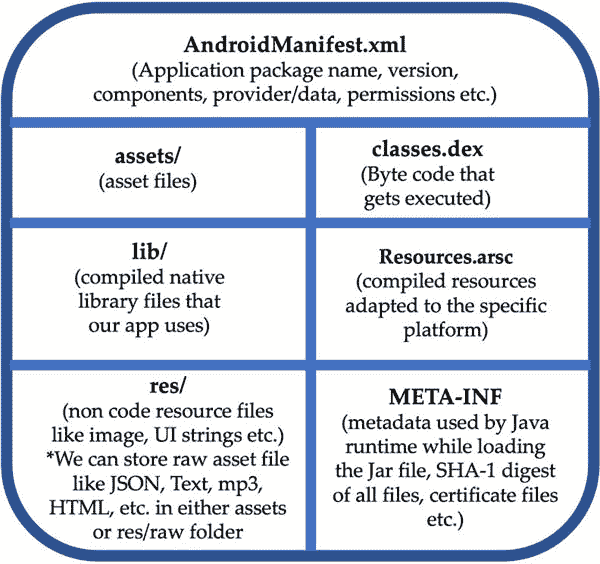 AndroidManifest.xml
(Application package name, version,
components, provider/data, permissions etc.)
assets/
(asset files)
classes.dex
(Byte code that
gets executed)
lib/
(compiled native
library files that
our app uses)
Resources.arsc
(compiled resources
adapted to the specific
platform)
res/
(non code resource files
like image, UI strings etc.)
*We can store raw asset file
like JSON, Text, mp3,
HTML, etc. in either assets
or res/raw folder
META-INF
(metadata used by Java
runtime while loading
the Jar file, SHA-1 digest
of all files, certificate files
etc.)